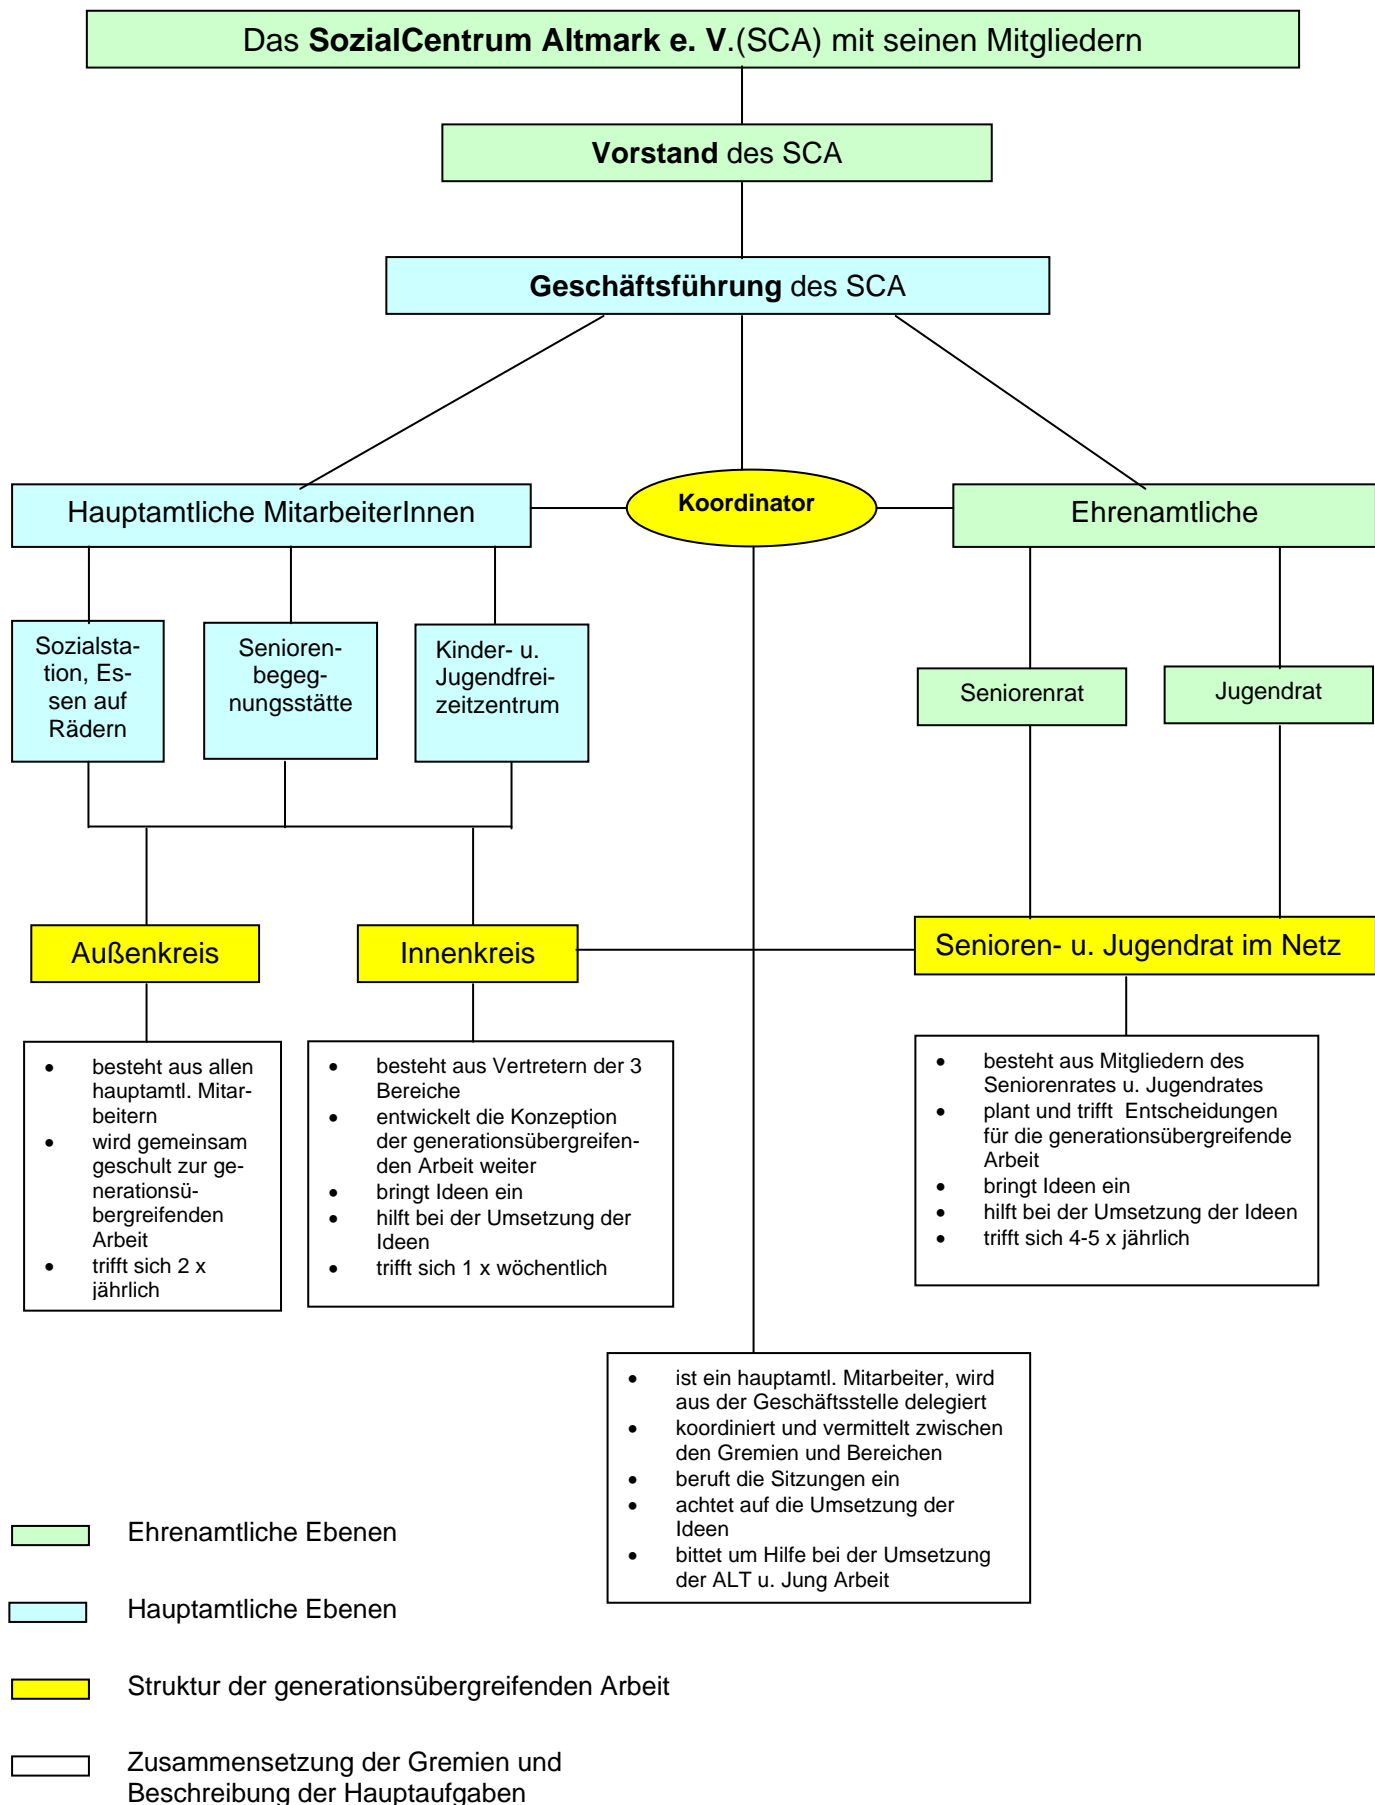 Das SozialCentrum Altmark e. V.(SCA) mit seinen Mitgliedern
Vorstand des SCA
Geschäftsführung des SCA
Hauptamtliche MitarbeiterInnen
Koordinator
Ehrenamtliche
Sozialsta-
tion, Es-
sen auf
Rädern
Senioren-
begeg-
nungsstätte
Kinder- u.
Jugendfrei-
zeitzentrum
Seniorenrat
Jugendrat
Außenkreis
Innenkreis
Senioren- u. Jugendrat im Netz
• besteht aus allen
hauptamtl. Mitar-
beitern
• wird gemeinsam
geschult zur ge-
nerationsü-
bergreifenden
Arbeit
• trifft sich 2 x
jährlich
• besteht aus Vertretern der 3
Bereiche
• entwickelt die Konzeption
der generationsübergreifen-
den Arbeit weiter
• bringt Ideen ein
• hilft bei der Umsetzung der
Ideen
• trifft sich 1 x wöchentlich
• besteht aus Mitgliedern des
Seniorenrates u. Jugendrates
• plant und trifft Entscheidungen
für die generationsübergreifende
Arbeit
• bringt Ideen ein
• hilft bei der Umsetzung der Ideen
• trifft sich 4-5 x jährlich
• ist ein hauptamtl. Mitarbeiter, wird
aus der Geschäftsstelle delegiert
• koordiniert und vermittelt zwischen
den Gremien und Bereichen
• beruft die Sitzungen ein
• achtet auf die Umsetzung der
Ideen
• bittet um Hilfe bei der Umsetzung
der ALT u. Jung Arbeit
Ehrenamtliche Ebenen
Hauptamtliche Ebenen
Struktur der generationsübergreifenden Arbeit
Zusammensetzung der Gremien und
Beschreibung der Hauptaufgaben